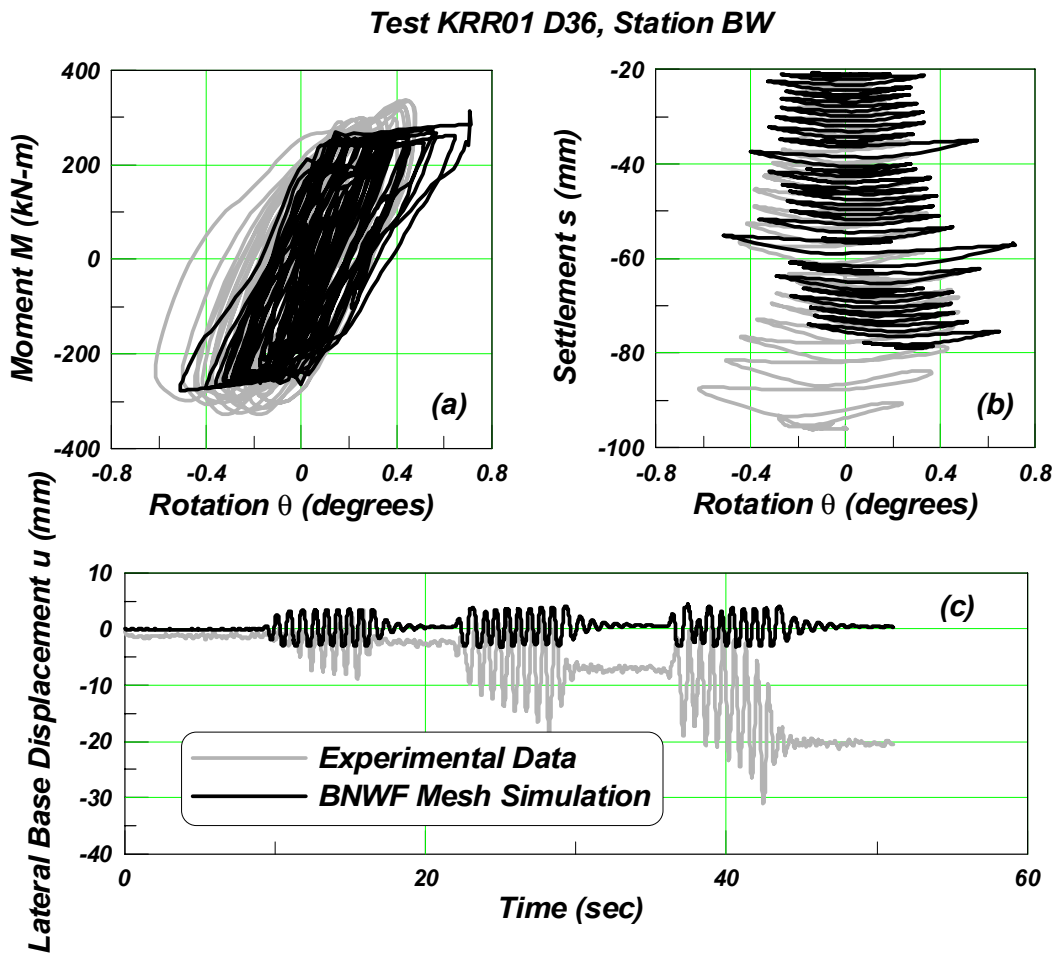 Test KRR01 D36, Station BW
400
200
0
-200
-400
-0.8
-0.4
0
0.4
0.8
Moment M (kN-m)
Rotation θ (degrees)
(a)
-20
-40
-60
-80
-100
-0.8
-0.4
0
0.4
0.8
Settlement s (mm)
Rotation θ (degrees)
(b)
10
0
-10
-20
-30
-40
0
20
40
60
Lateral Base Displacement u (mm)
Time (sec)
(c)
Experimental Data
BNWF Mesh Simulation